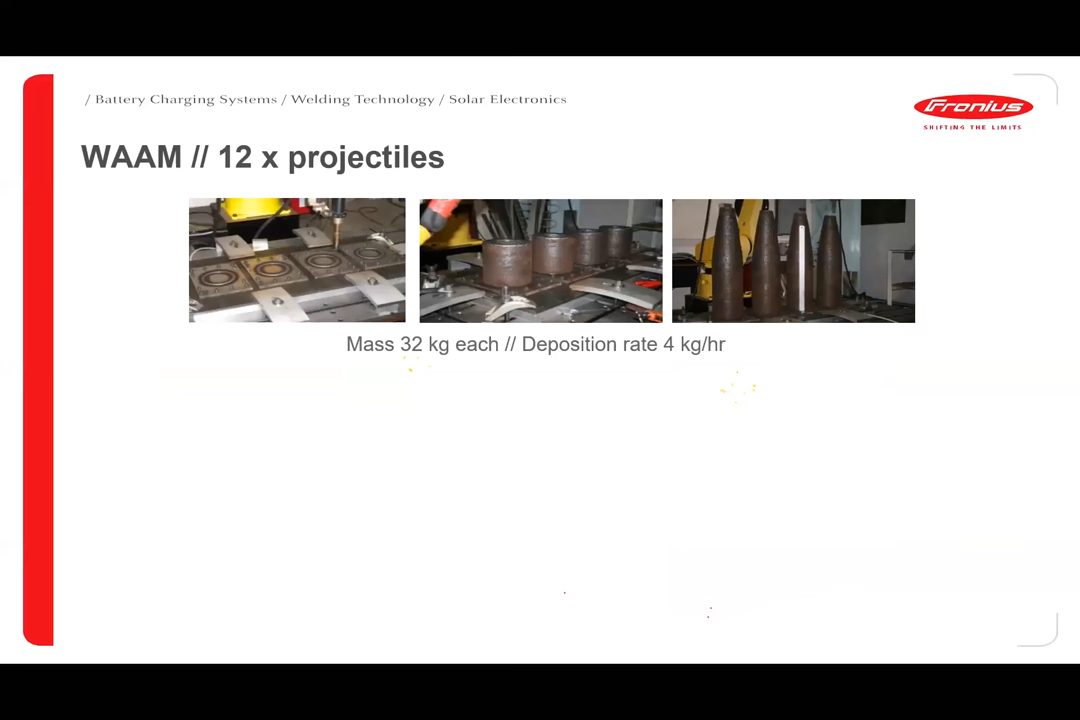 / Battery Charging Systems / Welding Technology / Solar Electronics
Fronius
SHIFTING THE LIMITS
WAAM // 12 x projectiles
Mass 32 kg each // Deposition rate 4 kg/hr